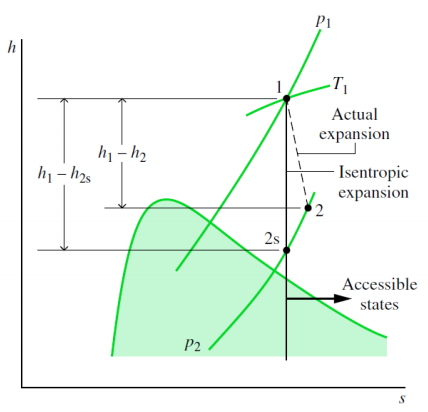 p1
h
1
T1
Actual
expansion
h1 – h2
h1 – h2s
Isentropic
expansion
2
2s
Accessible
states
p2
s